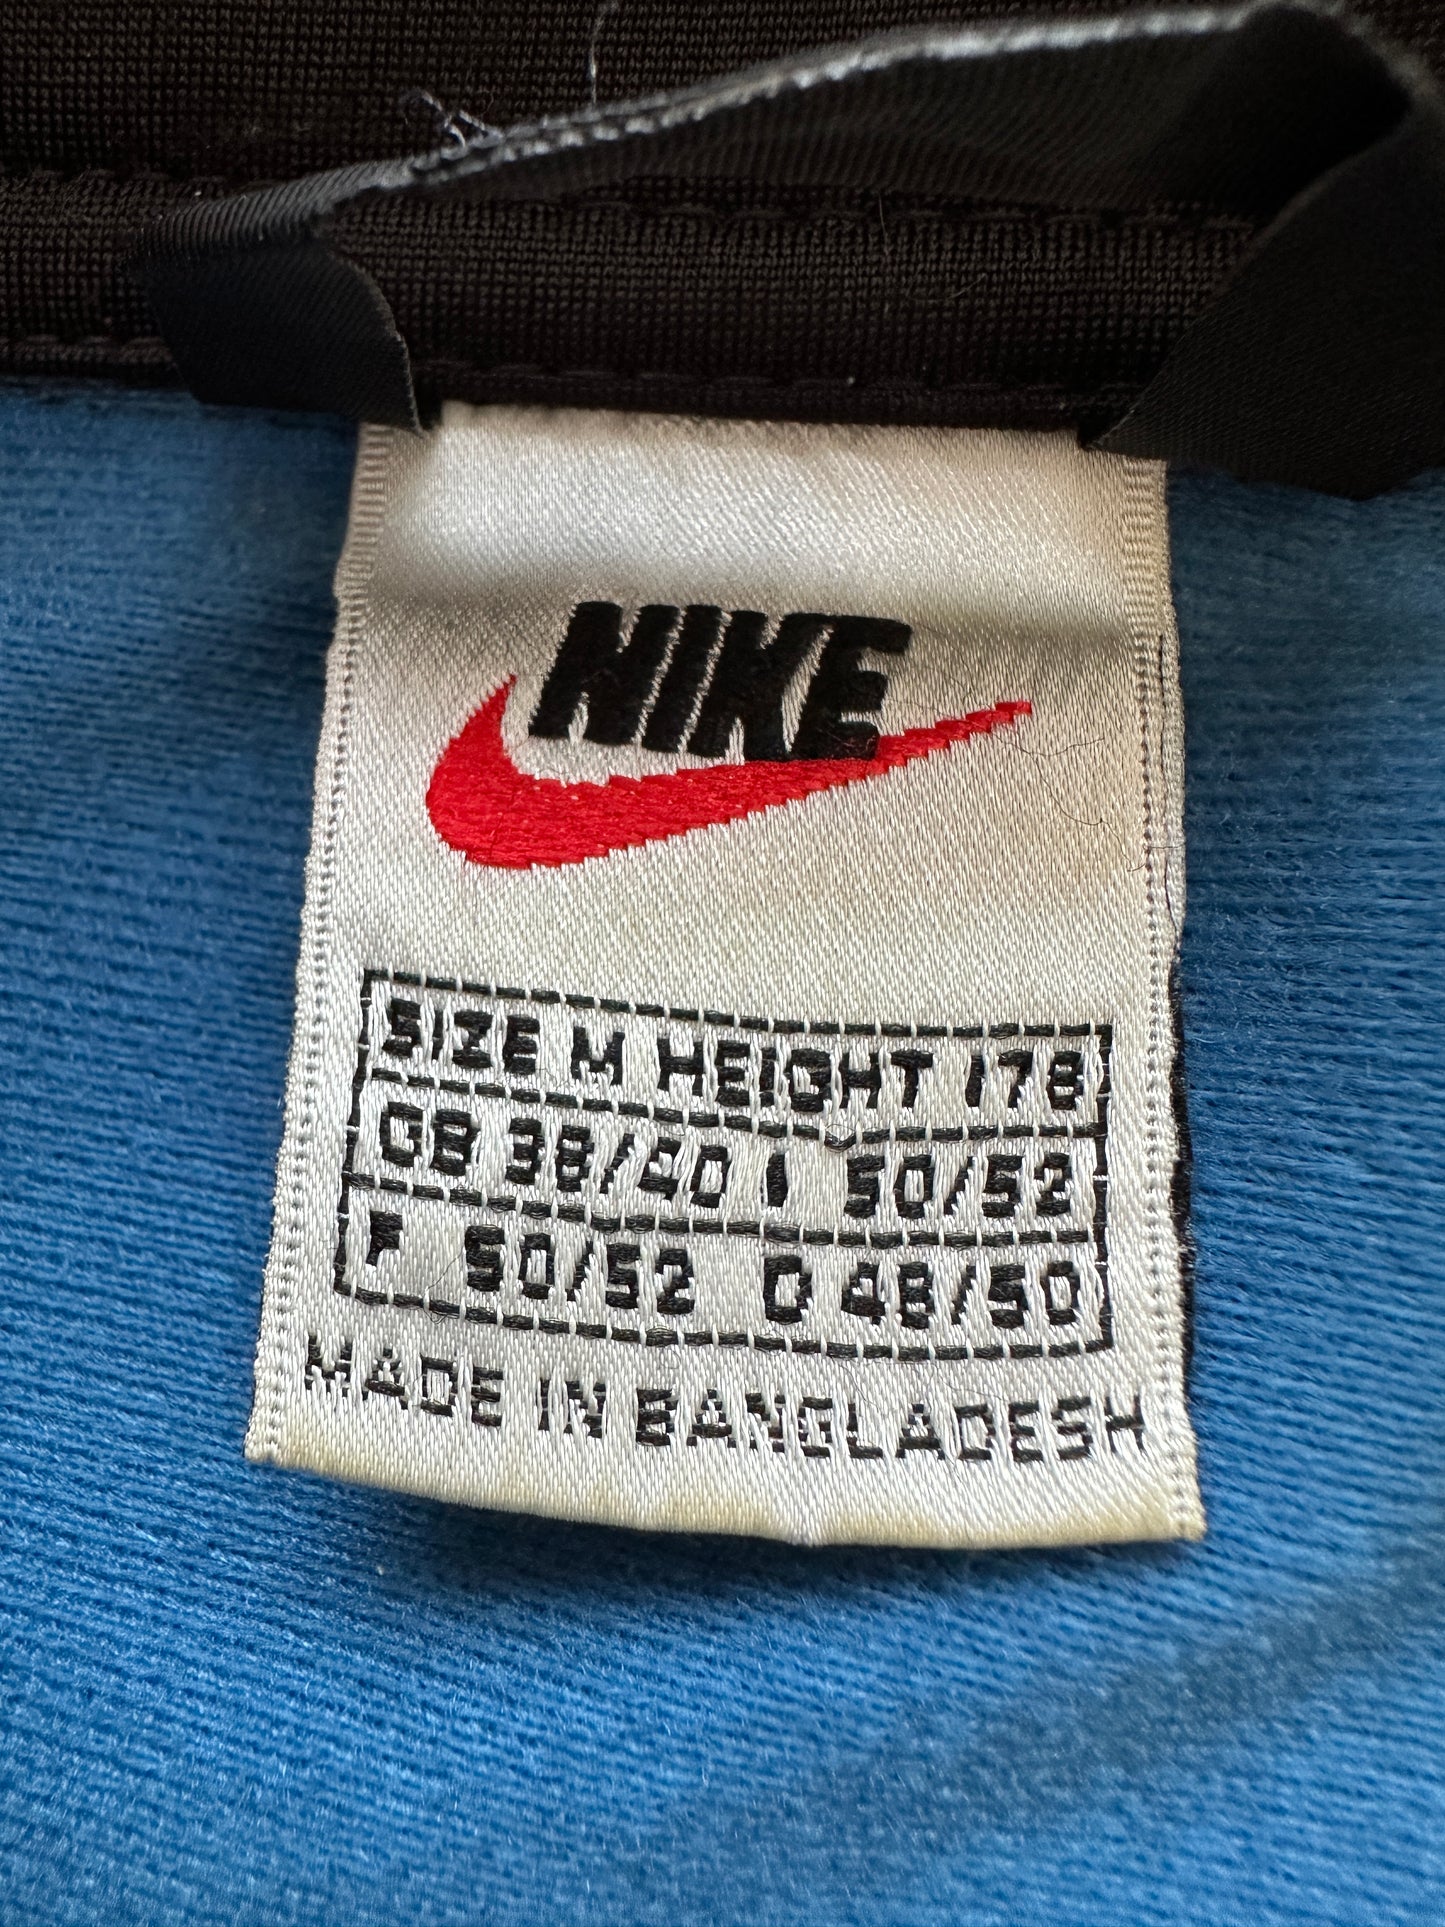 NIKE
SIZE M HEIGHT 178
GB 38/40 I 50/52
F 50/52 D 48/50
MADE IN BANGLADESH